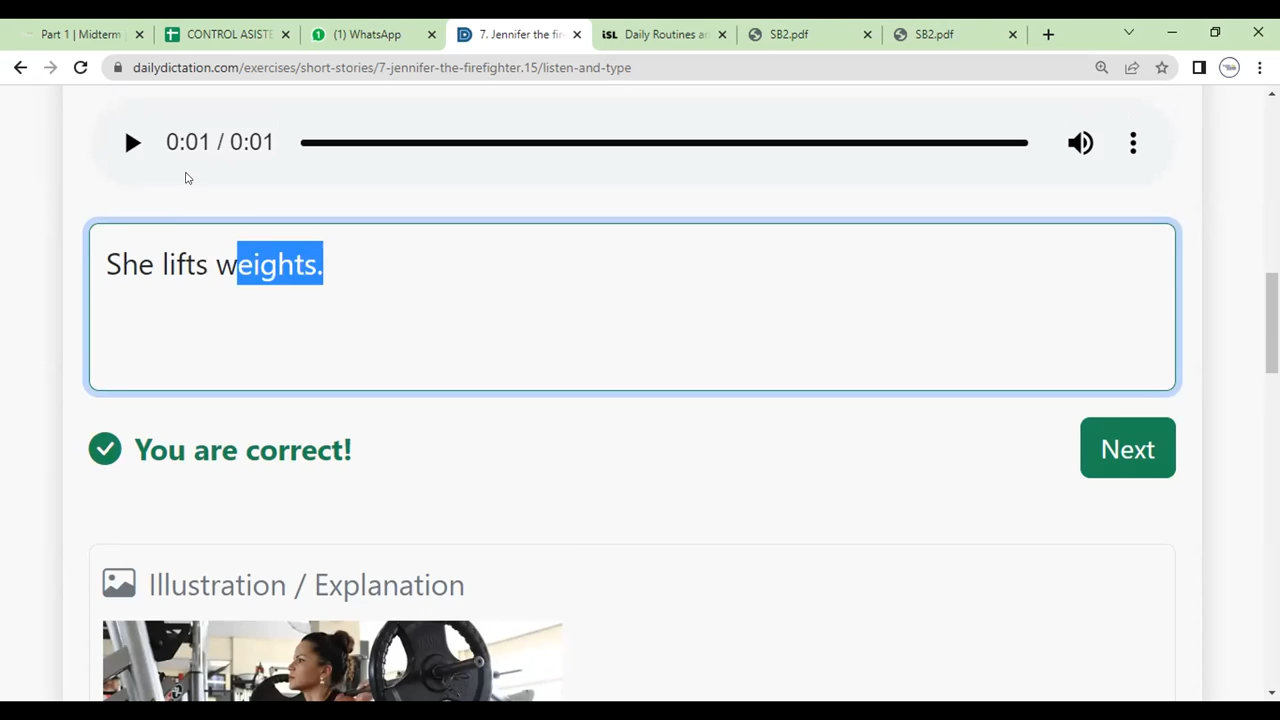 Part 1 | Midterm
CONTROL ASISTE
(1) WhatsApp
7. Jennifer the fir
iSL Daily Routines an
SB2.pdf
SB2.pdf
dailydictation.com/exercises/short-stories/7-jennifer-the-firefighter.15/listen-and-type
0:01 / 0:01
She lifts weights.
You are correct!
Next
Illustration / Explanation